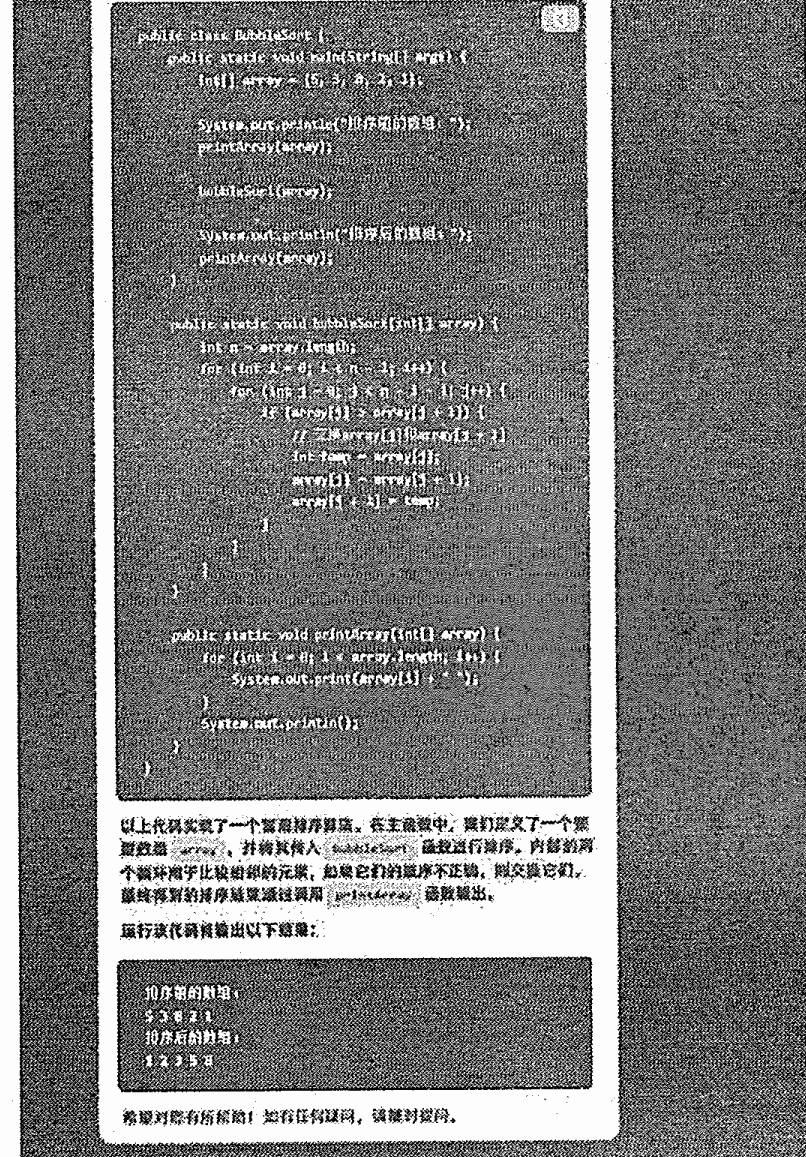 public class BubbleSort {
public static void main(String[] args) {
int[] array = {5, 3, 8, 2, 1};
System.out.println("排序前的数组：");
printArray(array);
bubbleSort(array);
System.out.println("排序后的数组：");
printArray(array);
}
public static void bubbleSort(int[] array) {
int n = array.length;
for (int i = 0; i < n - 1; i++) {
for (int j = 0; j < n - i - 1; j++) {
if (array[j] > array[j + 1]) {
// 交换array[j]和array[j + 1]
int temp = array[j];
array[j] = array[j + 1];
array[j + 1] = temp;
}
}
}
}
public static void printArray(int[] array) {
for (int i = 0; i < array.length; i++) {
System.out.print(array[i] + " ");
}
System.out.println();
}
}
以上代码实现了一个冒泡排序算法。在主函数中，我们定义了一个整
型数组 array ，并将其传入 bubbleSort 函数进行排序。内部的两
个循环用于比较相邻的元素，如果它们的顺序不正确，则交换它们。
最终得到的排序结果通过调用 printArray 函数输出。
运行该代码将输出以下结果：
排序前的数组：
5 3 8 2 1
排序后的数组：
1 2 3 5 8
希望对您有所帮助！如有任何疑问，请随时提问。